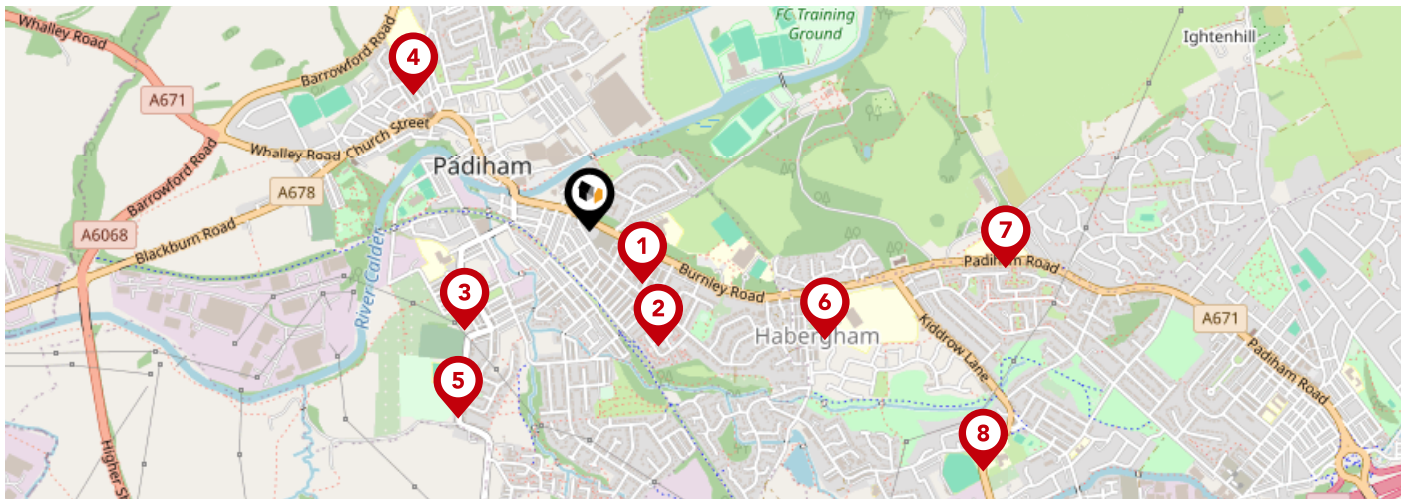 Whalley Road
Barrowford Road
FC Training
Ground
Ightenhill
4
A671
Church Street
Whalley Road
Padiham
A678
Barrowford Road
A6068
Blackburn Road
River Calder
1
7
Burnley Road
Padiham Road
3
2
6
A671
Habergham
Kiddrow Lane
Padiham Road
5
8
Higher S